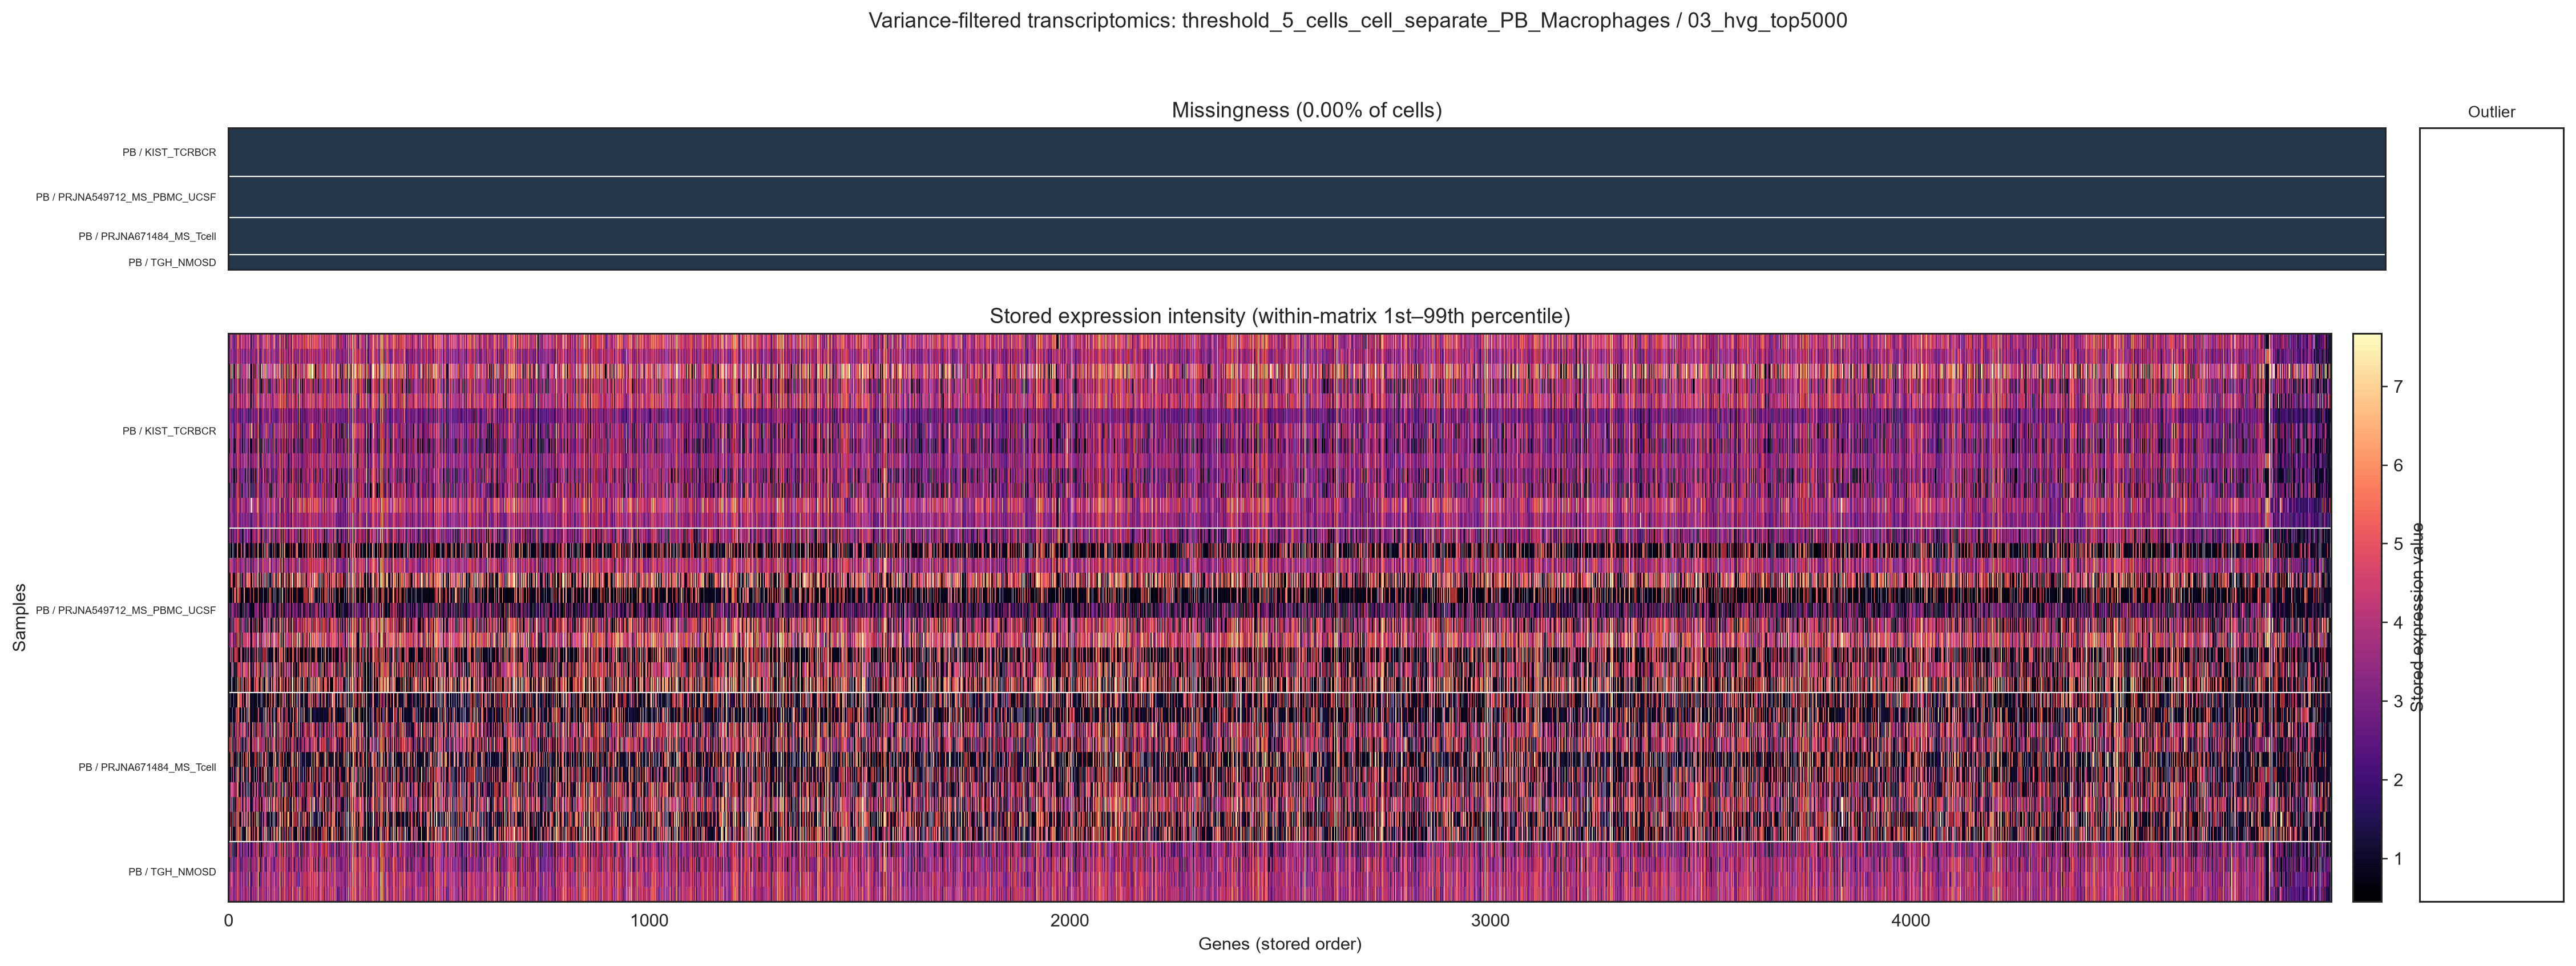 Variance-filtered transcriptomics: threshold_5_cells_cell_separate_PB_Macrophages / 03_hvg_top5000
Missingness (0.00% of cells)
Outlier
PB / KIST_TCRBCR
PB / PRJNA549712_MS_PBMC_UCSF
PB / PRJNA671484_MS_Tcell
PB / TGH_NMOSD
Stored expression intensity (within-matrix 1st–99th percentile)
Samples
PB / KIST_TCRBCR
PB / PRJNA549712_MS_PBMC_UCSF
PB / PRJNA671484_MS_Tcell
PB / TGH_NMOSD
7
6
5
4
3
2
1
Stored expression value
0
1000
2000
3000
4000
Genes (stored order)